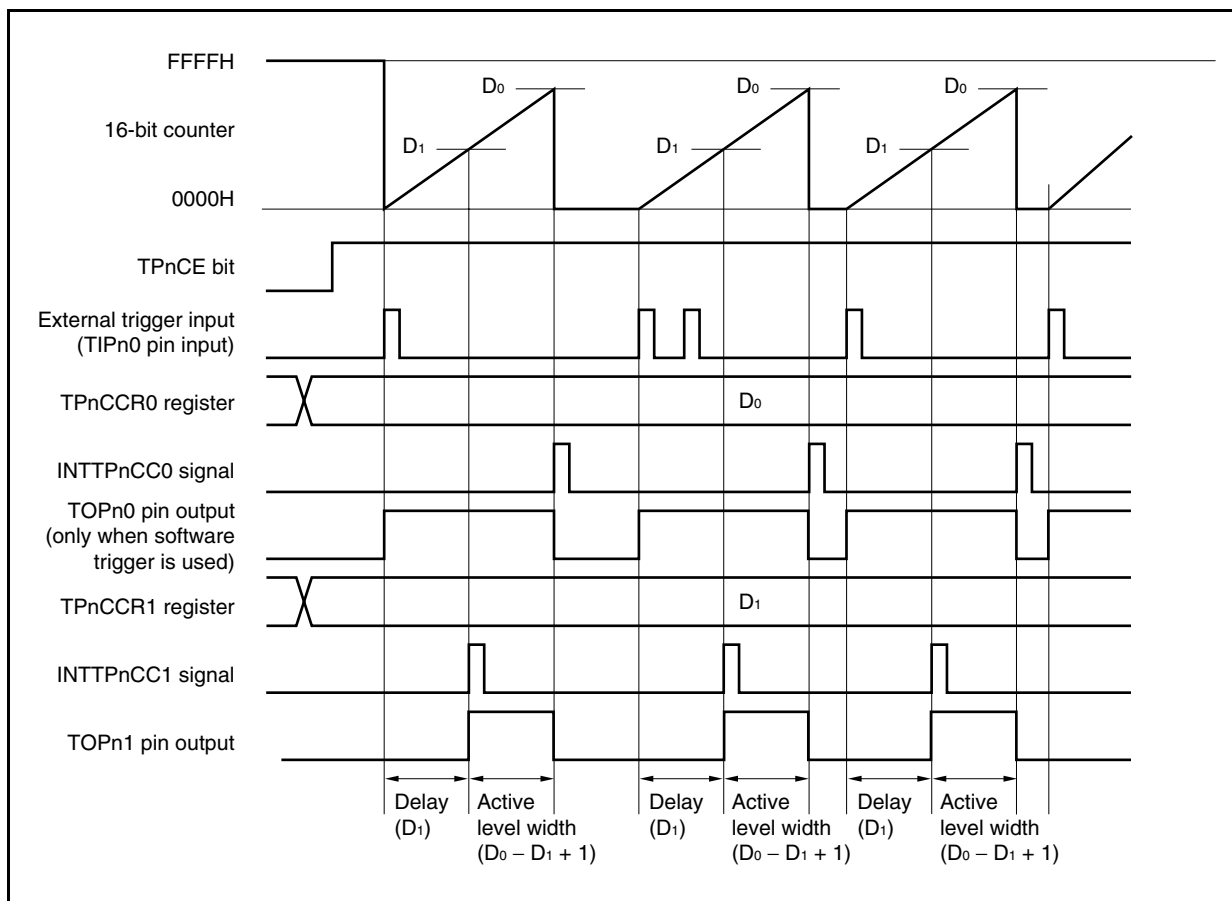 FFFFH
D0
D0
D0
16-bit counter
D1
D1
D1
0000H
TPnCE bit
External trigger input
(TIPn0 pin input)
TPnCCR0 register
D0
INTTPnCC0 signal
TOPn0 pin output
(only when software
trigger is used)
TPnCCR1 register
D1
INTTPnCC1 signal
TOPn1 pin output
Delay
(D1)
Active
level width
(D0 − D1 + 1)
Delay
(D1)
Active
level width
(D0 − D1 + 1)
Delay
(D1)
Active
level width
(D0 − D1 + 1)